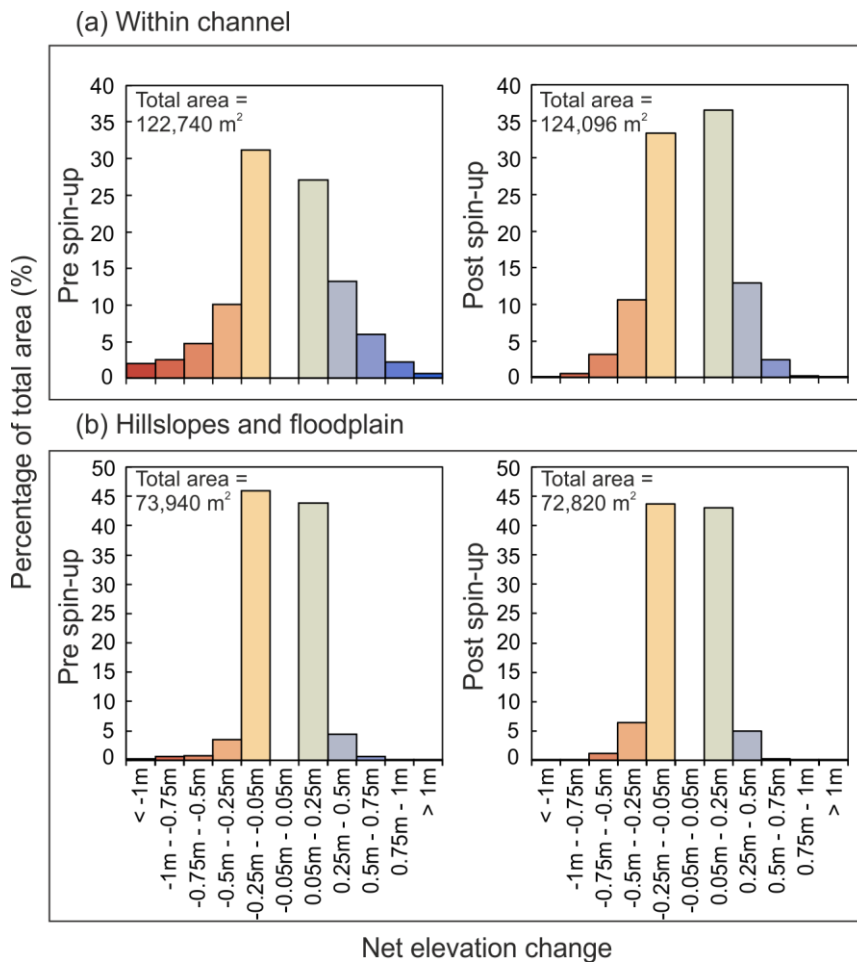 (a) Within channel
Percentage of total area (%)
Pre spin-up
40
35
30
25
20
15
10
5
0
Total area =
122,740 m²
Post spin-up
40
35
30
25
20
15
10
5
0
Total area =
124,096 m²
(b) Hillslopes and floodplain
Pre spin-up
50
45
40
35
30
25
20
15
10
5
0
Total area =
73,940 m²
Post spin-up
50
45
40
35
30
25
20
15
10
5
0
Total area =
72,820 m²
< -1m
-1m - -0.75m
-0.75m - -0.5m
-0.5m - -0.25m
-0.25m - -0.05m
-0.05m - 0.05m
0.05m - 0.25m
0.25m - 0.5m
0.5m - 0.75m
0.75m - 1m
> 1m
< -1m
-1m - -0.75m
-0.75m - -0.5m
-0.5m - -0.25m
-0.25m - -0.05m
-0.05m - 0.05m
0.05m - 0.25m
0.25m - 0.5m
0.5m - 0.75m
0.75m - 1m
> 1m
Net elevation change